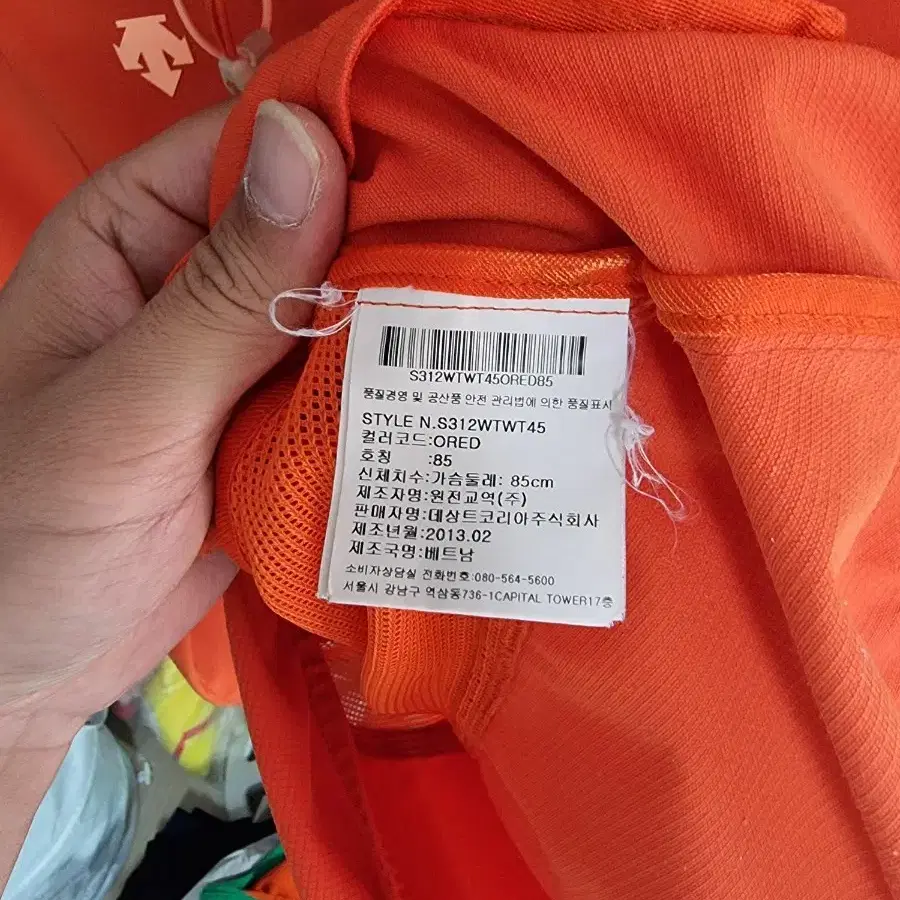 S312WTWT45ORED85
품질경영 및 공산품 안전 관리법에 의한 품질표시
STYLE N.S312WTWT45
컬러코드:ORED
호칭 :85
신체치수:가슴둘레: 85cm
제조자명:원전교역(주)
판매자명:데상트코리아주식회사
제조년월:2013.02
제조국명:베트남
소비자상담실 전화번호:080-564-5600
서울시 강남구 역삼동736-1CAPITAL TOWER17층